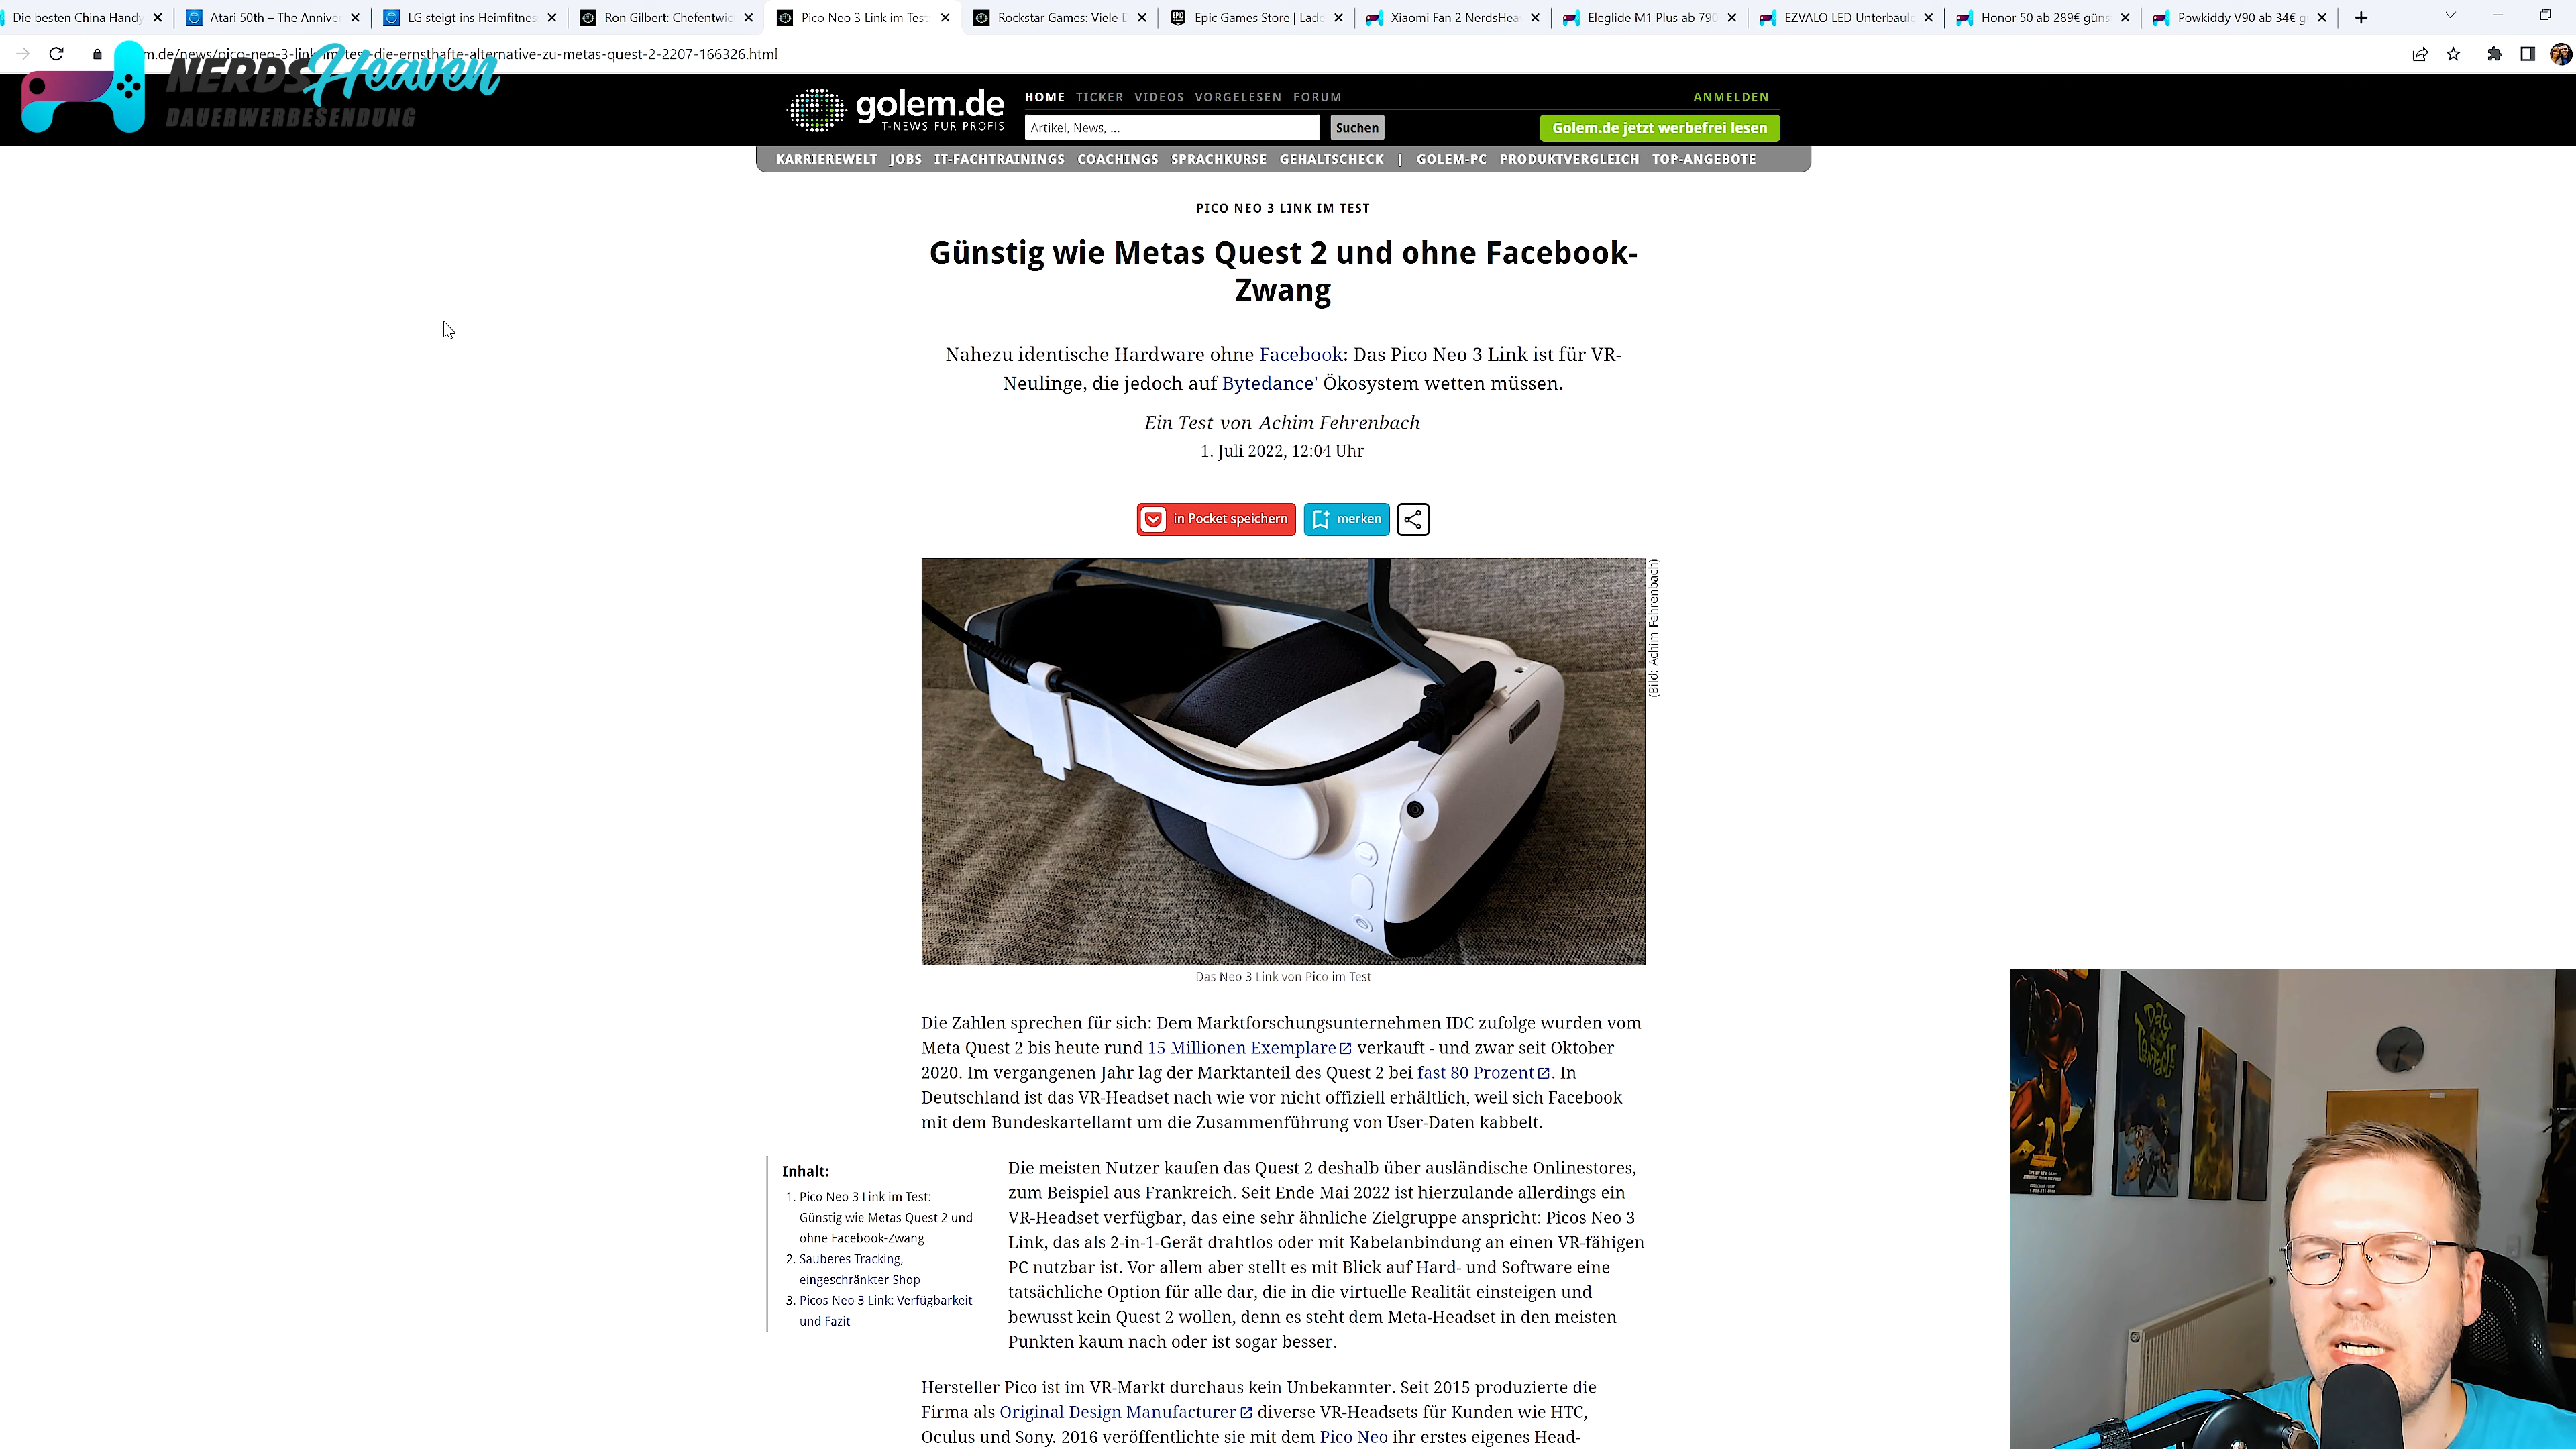 Die besten China Handy
Atari 50th – The Annive
LG steigt ins Heimfitnes
Ron Gilbert: Chefentwic
Pico Neo 3 Link im Test
Rockstar Games: Viele D
Epic Games Store | Lade
Xiaomi Fan 2 NerdsHea
Eleglide M1 Plus ab 790
EZVALO LED Unterbaule
Honor 50 ab 289€ güns
Powkiddy V90 ab 34€ g
m.de/news/pico-neo-3-link-im-test-die-ernsthafte-alternative-zu-metas-quest-2-2207-166326.html
NERDS Heaven
DAUERWERBESENDUNG
golem.de
IT-NEWS FÜR PROFIS
HOME TICKER VIDEOS VORGELESEN FORUM
ANMELDEN
Artikel, News, ...
Suchen
Golem.de jetzt werbefrei lesen
KARRIEREWELT JOBS IT-FACHTRAININGS COACHINGS SPRACHKURSE GEHALTSCHECK | GOLEM-PC PRODUKTVERGLEICH TOP-ANGEBOTE
PICO NEO 3 LINK IM TEST
Günstig wie Metas Quest 2 und ohne Facebook-
Zwang
Nahezu identische Hardware ohne Facebook: Das Pico Neo 3 Link ist für VR-
Neulinge, die jedoch auf Bytedance' Ökosystem wetten müssen.
Ein Test von Achim Fehrenbach
1. Juli 2022, 12:04 Uhr
in Pocket speichern
merken
(Bild: Achim Fehrenbach)
Das Neo 3 Link von Pico im Test
Die Zahlen sprechen für sich: Dem Marktforschungsunternehmen IDC zufolge wurden vom
Meta Quest 2 bis heute rund 15 Millionen Exemplare verkauft - und zwar seit Oktober
2020. Im vergangenen Jahr lag der Marktanteil des Quest 2 bei fast 80 Prozent. In
Deutschland ist das VR-Headset nach wie vor nicht offiziell erhältlich, weil sich Facebook
mit dem Bundeskartellamt um die Zusammenführung von User-Daten kabbelt.
Inhalt:
1. Pico Neo 3 Link im Test:
Günstig wie Metas Quest 2 und
ohne Facebook-Zwang
2. Sauberes Tracking,
eingeschränkter Shop
3. Picos Neo 3 Link: Verfügbarkeit
und Fazit
Die meisten Nutzer kaufen das Quest 2 deshalb über ausländische Onlinestores,
zum Beispiel aus Frankreich. Seit Ende Mai 2022 ist hierzulande allerdings ein
VR-Headset verfügbar, das eine sehr ähnliche Zielgruppe anspricht: Picos Neo 3
Link, das als 2-in-1-Gerät drahtlos oder mit Kabelanbindung an einen VR-fähigen
PC nutzbar ist. Vor allem aber stellt es mit Blick auf Hard- und Software eine
tatsächliche Option für alle dar, die in die virtuelle Realität einsteigen und
bewusst kein Quest 2 wollen, denn es steht dem Meta-Headset in den meisten
Punkten kaum nach oder ist sogar besser.
Hersteller Pico ist im VR-Markt durchaus kein Unbekannter. Seit 2015 produzierte die
Firma als Original Design Manufacturer diverse VR-Headsets für Kunden wie HTC,
Oculus und Sony. 2016 veröffentlichte sie mit dem Pico Neo ihr erstes eigenes Head-